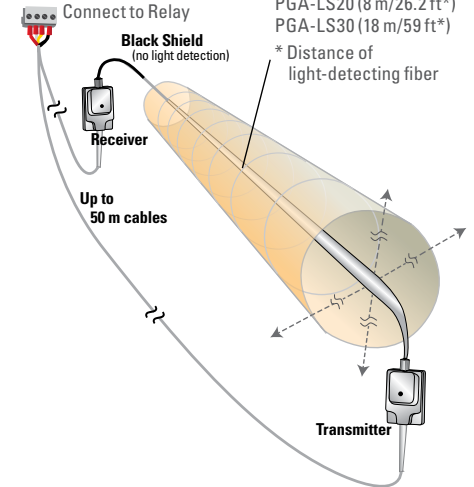 Connect to Relay
PGA-LS20 (8 m/26.2 ft*)
PGA-LS30 (18 m/59 ft*)
* Distance of
light-detecting fiber
Black Shield
(no light detection)
Receiver
Up to
50 m cables
Transmitter